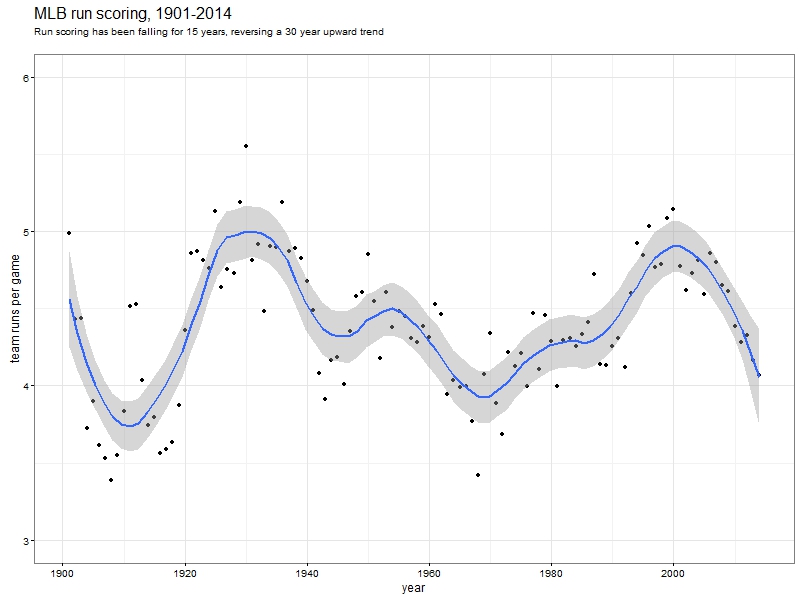 MLB run scoring, 1901-2014
Run scoring has been falling for 15 years, reversing a 30 year upward trend
6
5
4
3
team runs per game
1900 1920 1940 1960 1980 2000
year